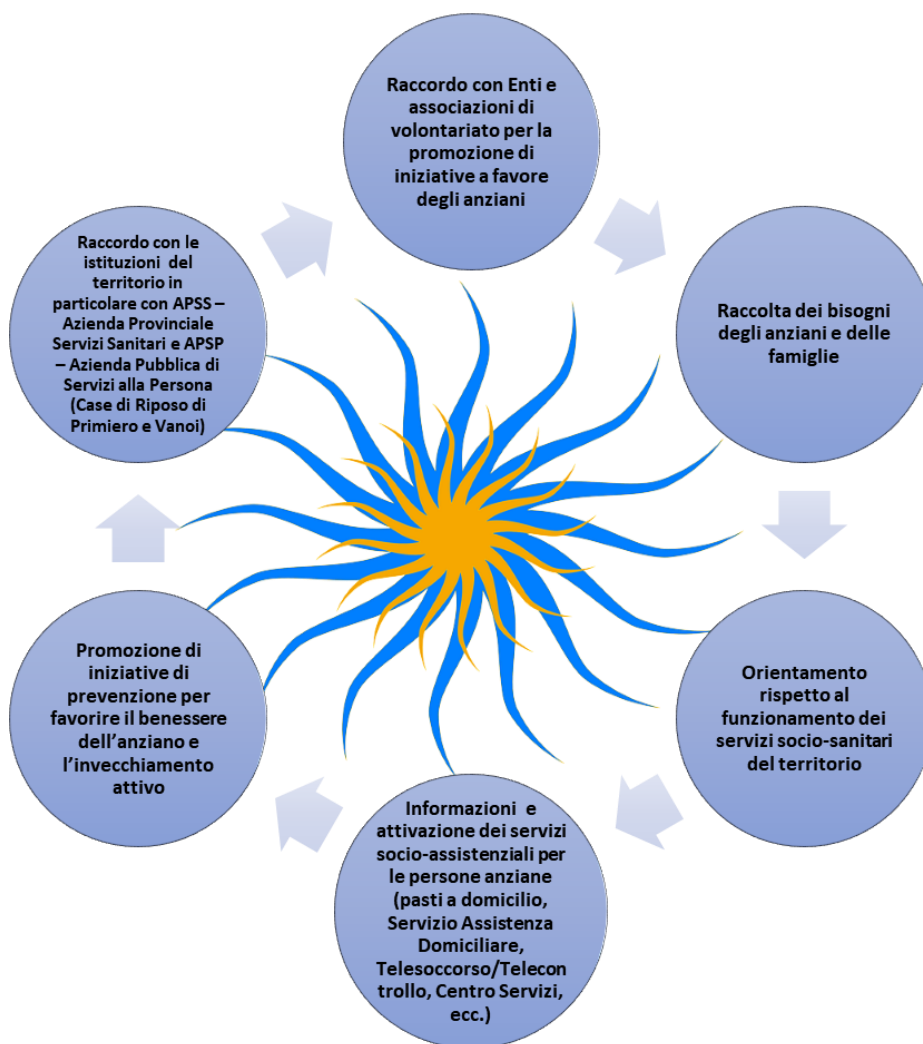 Raccordo con Enti e
associazioni di
volontariato per la
promozione di
iniziative a favore
degli anziani
Raccolta dei bisogni
degli anziani e delle
famiglie
Orientamento
rispetto al
funzionamento dei
servizi socio-sanitari
del territorio
Informazioni e
attivazione dei servizi
socio-assistenziali per
le persone anziane
(pasti a domicilio,
Servizio Assistenza
Domiciliare,
Telesoccorso/Telecon
trollo, Centro Servizi,
ecc.)
Promozione di
iniziative di
prevenzione per
favorire il benessere
dell'anziano e
l'invecchiamento
attivo
Raccordo con le
istituzioni del
territorio in
particolare con APSS –
Azienda Provinciale
Servizi Sanitari e APSP
– Azienda Pubblica di
Servizi alla Persona
(Case di Riposo di
Primiero e Vanoi)